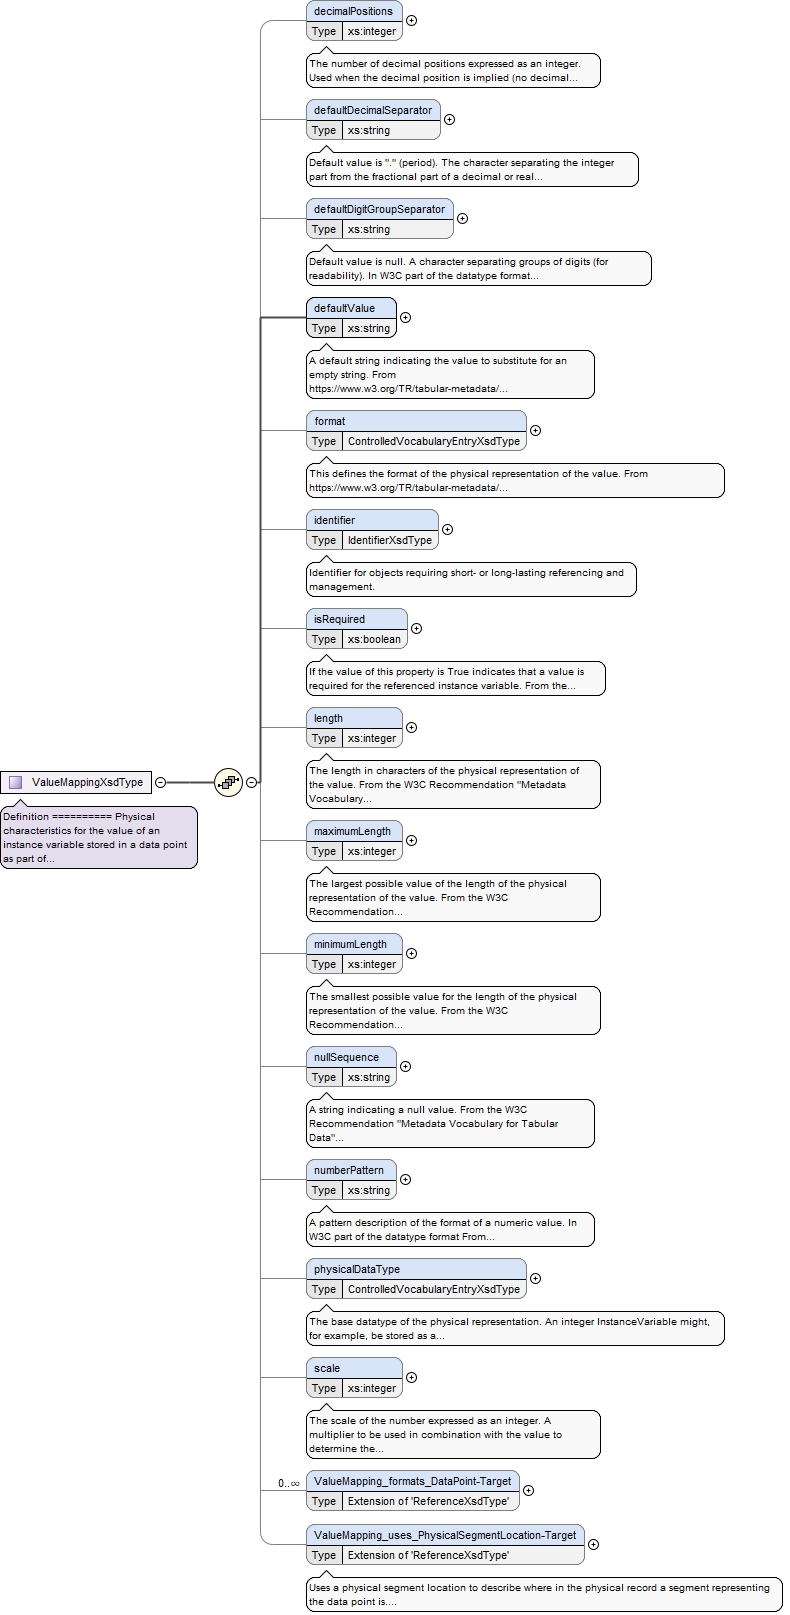 decimalPositions
Type xs:integer
The number of decimal positions expressed as an integer.
Used when the decimal position is implied (no decimal...
defaultDecimalSeparator
Type xs:string
Default value is "." (period). The character separating the integer
part from the fractional part of a decimal or real...
defaultDigitGroupSeparator
Type xs:string
Default value is null. A character separating groups of digits (for
readability). In W3C part of the datatype format...
defaultValue
Type xs:string
A default string indicating the value to substitute for an
empty string. From
https://www.w3.org/TR/tabular-metadata/...
format
Type ControlledVocabularyEntryXsdType
This defines the format of the physical representation of the value. From
https://www.w3.org/TR/tabular-metadata/...
identifier
Type IdentifierXsdType
Identifier for objects requiring short- or long-lasting referencing and
management.
isRequired
Type xs:boolean
If the value of this property is True indicates that a value is
required for the referenced instance variable. From the...
length
Type xs:integer
The length in characters of the physical representation of
the value. From the W3C Recommendation "Metadata
Vocabulary...
ValueMappingXsdType
Definition ========== Physical
characteristics for the value of an
instance variable stored in a data point
as part of...
maximumLength
Type xs:integer
The largest possible value of the length of the physical
representation of the value. From the W3C
Recommendation...
minimumLength
Type xs:integer
The smallest possible value for the length of the physical
representation of the value. From the W3C
Recommendation...
nullSequence
Type xs:string
A string indicating a null value. From the W3C
Recommendation "Metadata Vocabulary for Tabular
Data"...
numberPattern
Type xs:string
A pattern description of the format of a numeric value. In
W3C part of the datatype format From...
physicalDataType
Type ControlledVocabularyEntryXsdType
The base datatype of the physical representation. An integer InstanceVariable might,
for example, be stored as a...
scale
Type xs:integer
The scale of the number expressed as an integer. A
multiplier to be used in combination with the value to
determine the...
0..∞ ValueMapping_formats_DataPoint-Target
Type Extension of 'ReferenceXsdType'
ValueMapping_uses_PhysicalSegmentLocation-Target
Type Extension of 'ReferenceXsdType'
Uses a physical segment location to describe where in the physical record a segment representing
the data point is....